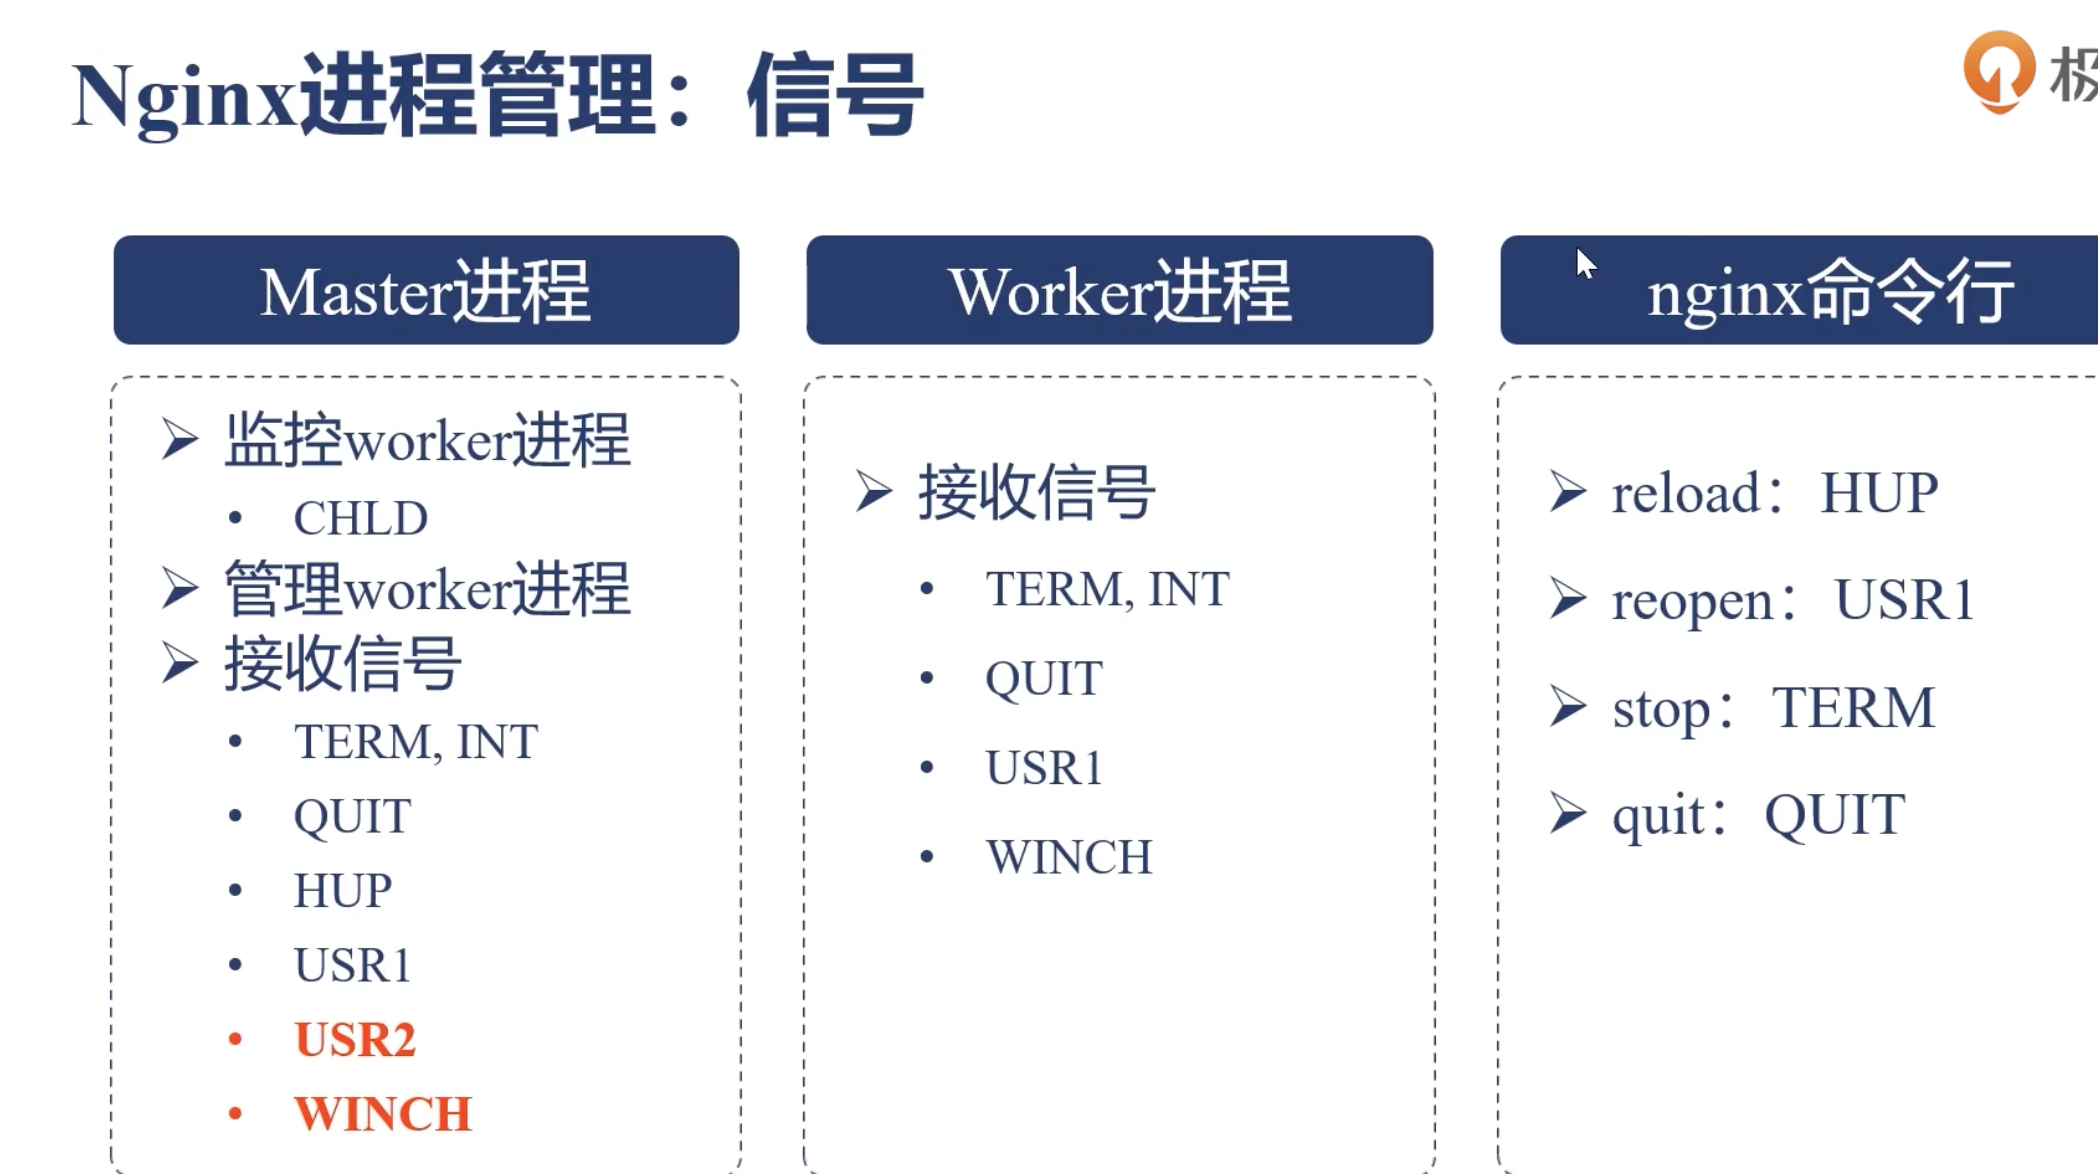 Nginx进程管理：信号
极
Master进程
监控worker进程
CHLD
管理worker进程
接收信号
TERM, INT
QUIT
HUP
USR1
USR2
WINCH
Worker进程
接收信号
TERM, INT
QUIT
USR1
WINCH
nginx命令行
reload：HUP
reopen：USR1
stop：TERM
quit：QUIT